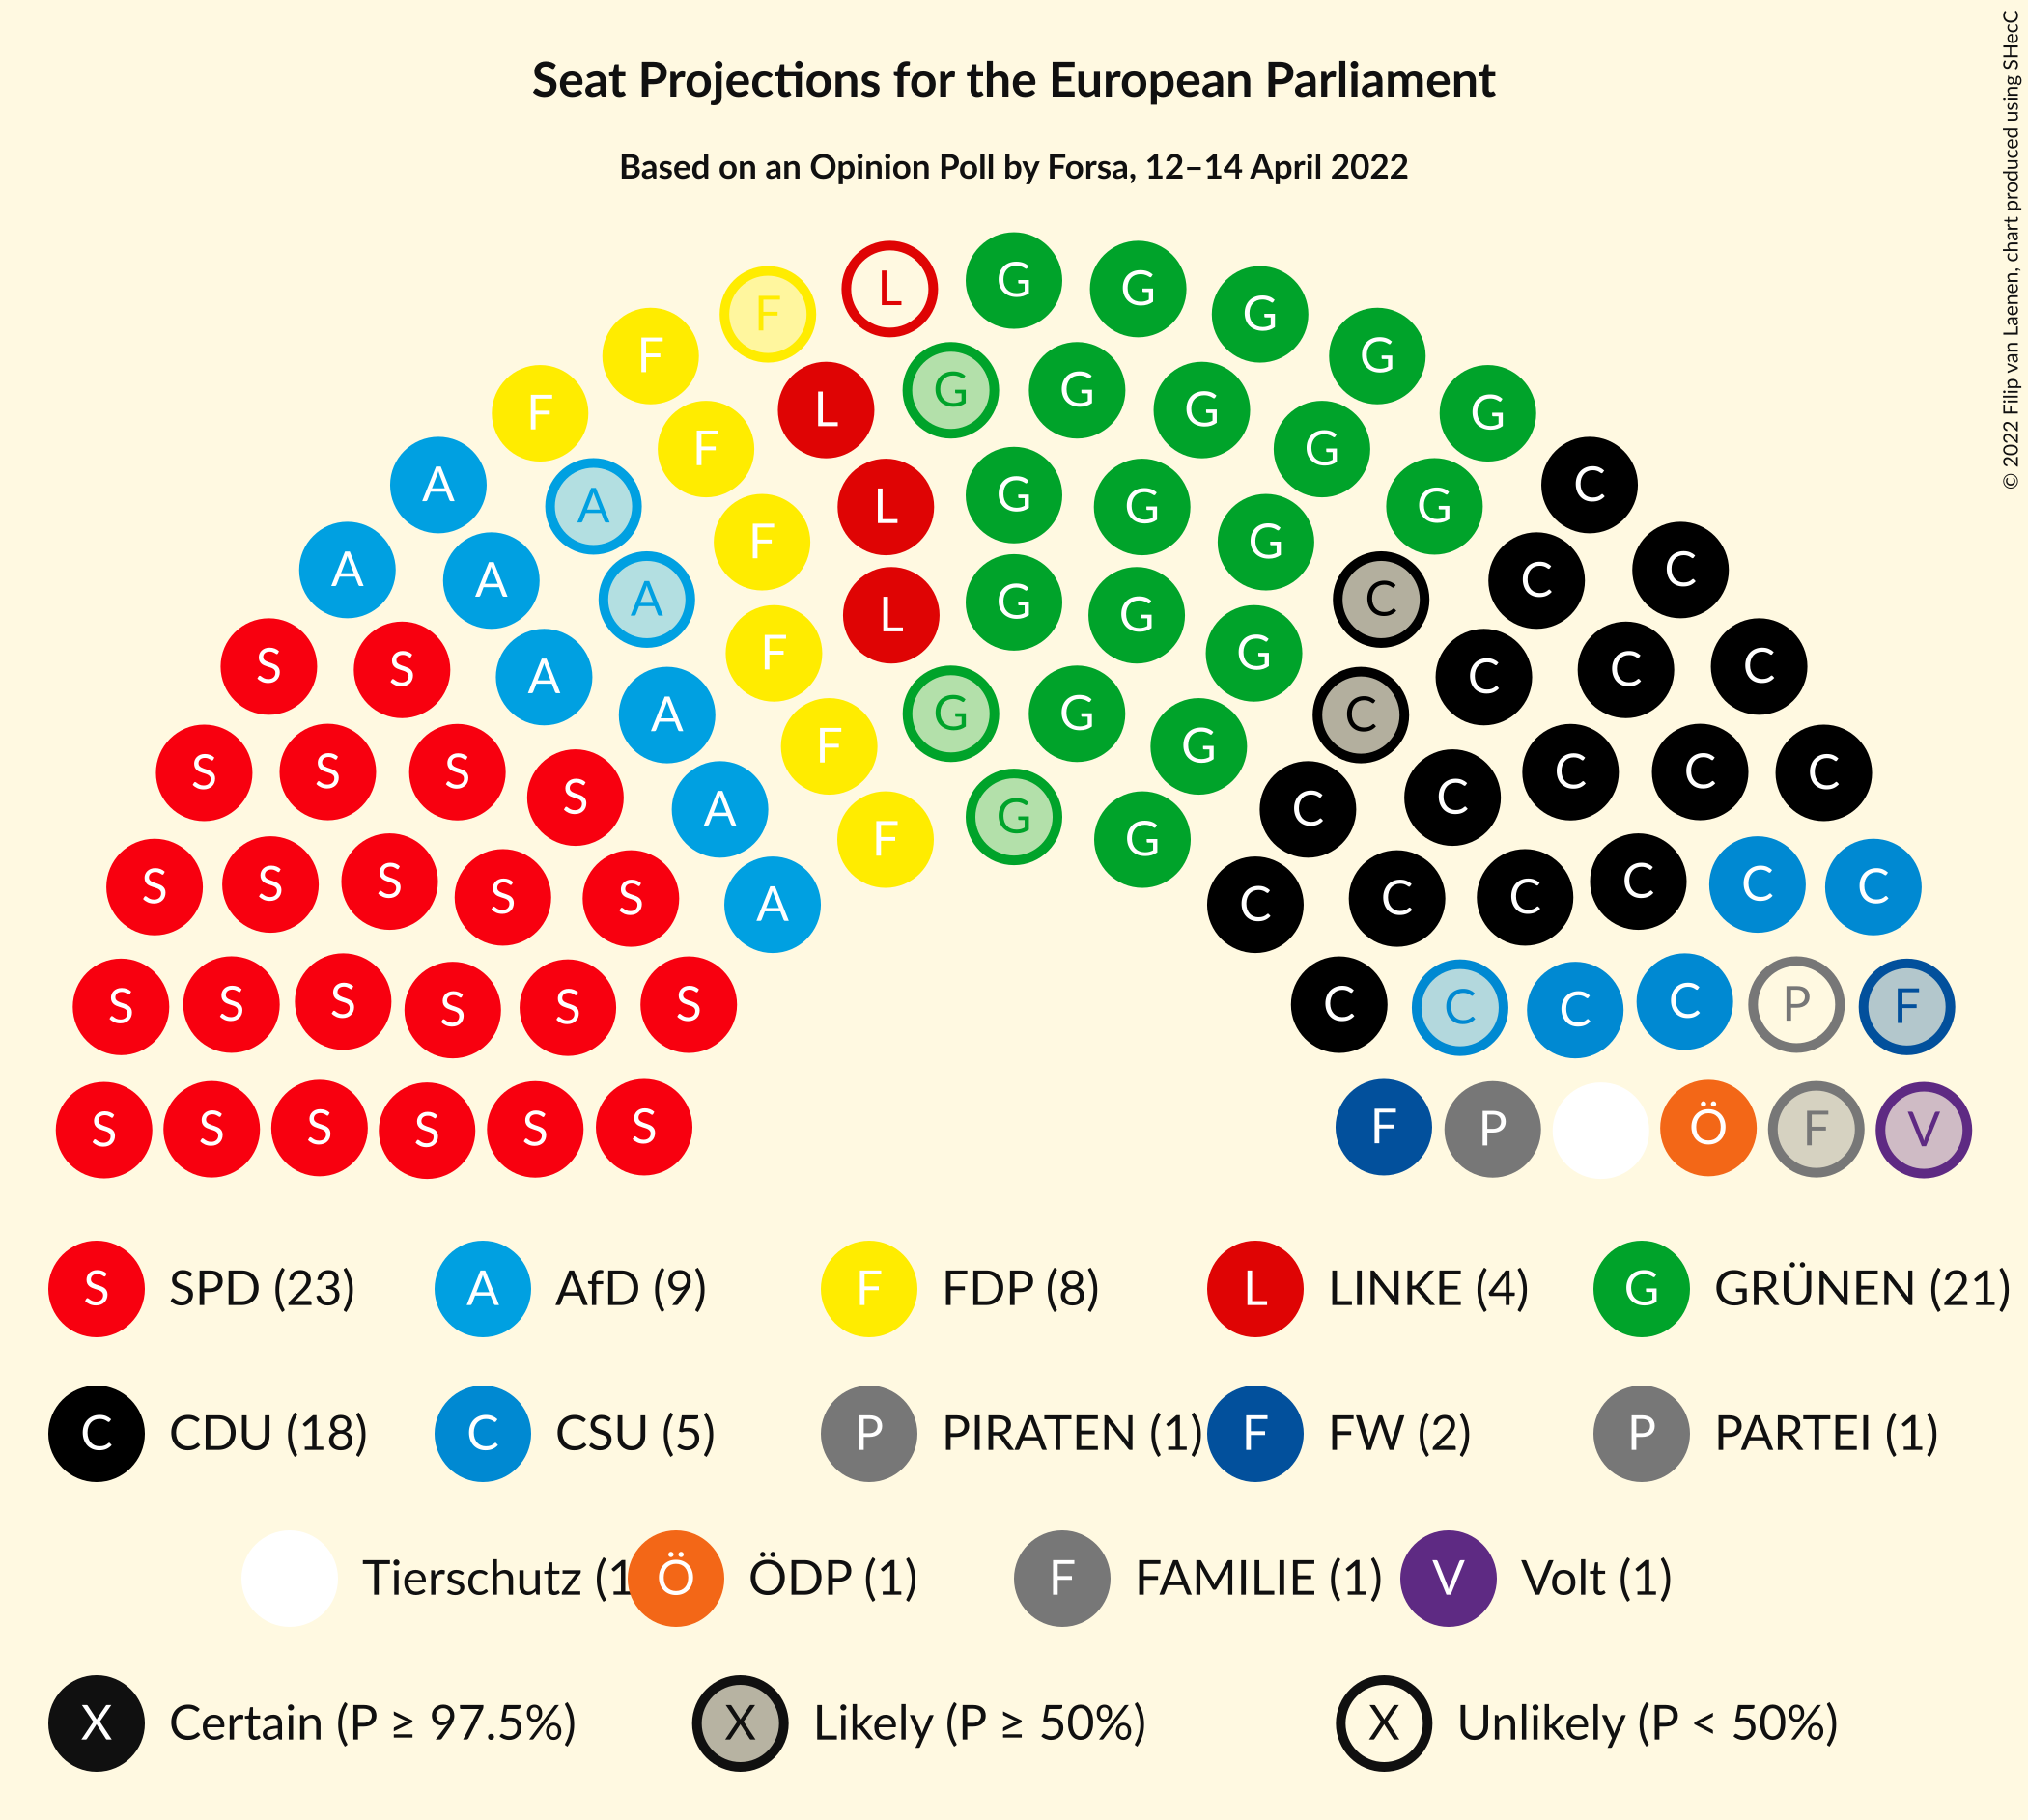 © 2022 Filip van Laenen, chart produced using SHecC
Seat Projections for the European Parliament
Based on an Opinion Poll by Forsa, 12–14 April 2022
F L G G G
F G
F L G G G G
F G
A A L G G G C
F G
A A A L G G C C C
S S A F G C C C
A G G C
F G
S S S S A G C C C C C
F G
S S S S S A C C C C C C
S S S S S S C C C C P F
S S S S S S F P Ö F V
S SPD (23) A AfD (9) F FDP (8) L LINKE (4) G GRÜNEN (21)
C CDU (18) C CSU (5) P PIRATEN (1) F FW (2) P PARTEI (1)
Tierschutz (1 Ö ÖDP (1) F FAMILIE (1) V Volt (1)
X Certain (P ≥ 97.5%) X Likely (P ≥ 50%) X Unlikely (P < 50%)